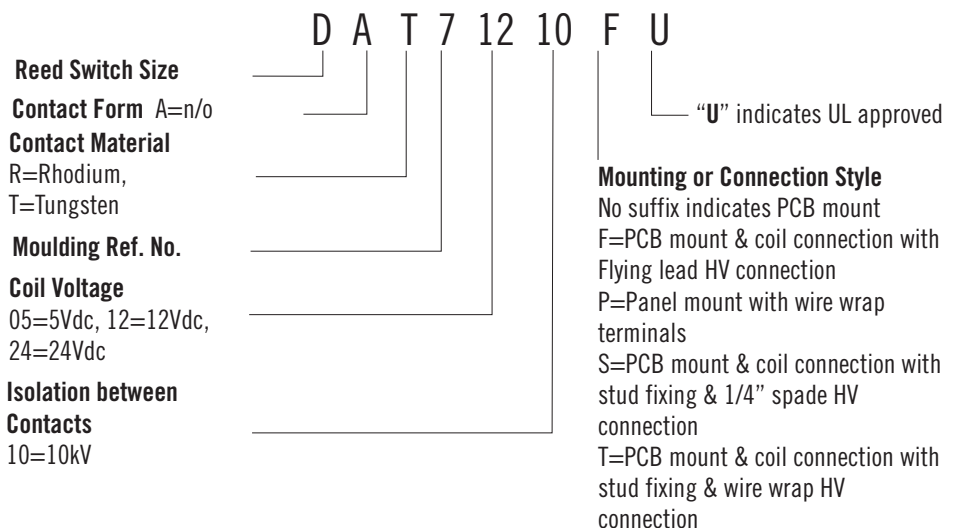 D A T 7 12 10 F U
Reed Switch Size
Contact Form A=n/o
Contact Material
R=Rhodium,
T=Tungsten
Moulding Ref. No.
Coil Voltage
05=5Vdc, 12=12Vdc,
24=24Vdc
Isolation between
Contacts
10=10kV
“U” indicates UL approved
Mounting or Connection Style
No suffix indicates PCB mount
F=PCB mount & coil connection with
Flying lead HV connection
P=Panel mount with wire wrap
terminals
S=PCB mount & coil connection with
stud fixing & 1/4” spade HV
connection
T=PCB mount & coil connection with
stud fixing & wire wrap HV
connection